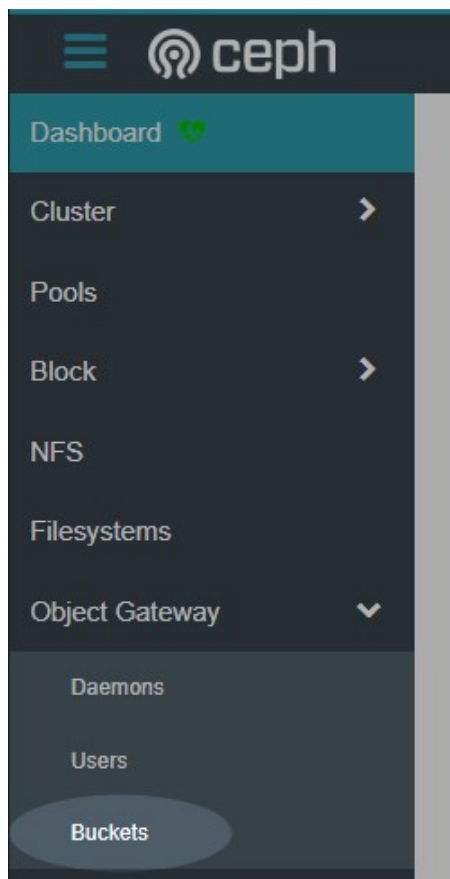 ceph
Dashboard
Cluster
Pools
Block
NFS
Filesystems
Object Gateway
Daemons
Users
Buckets